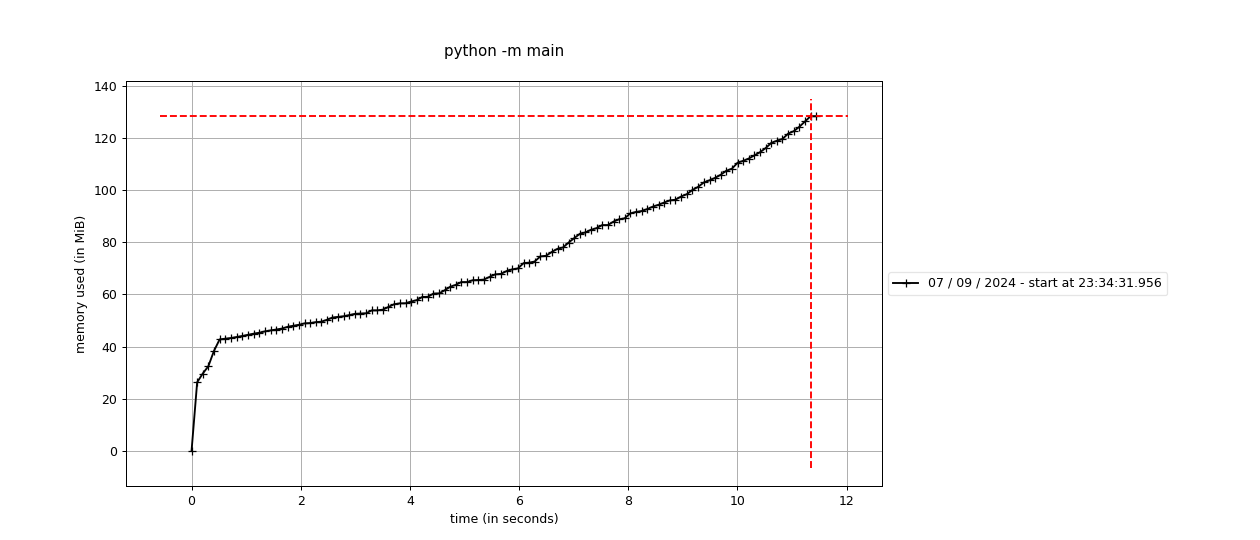 python -m main
140
120
100
80
60
40
20
0
memory used (in MiB)
0 2 4 6 8 10 12
time (in seconds)
07 / 09 / 2024 - start at 23:34:31.956